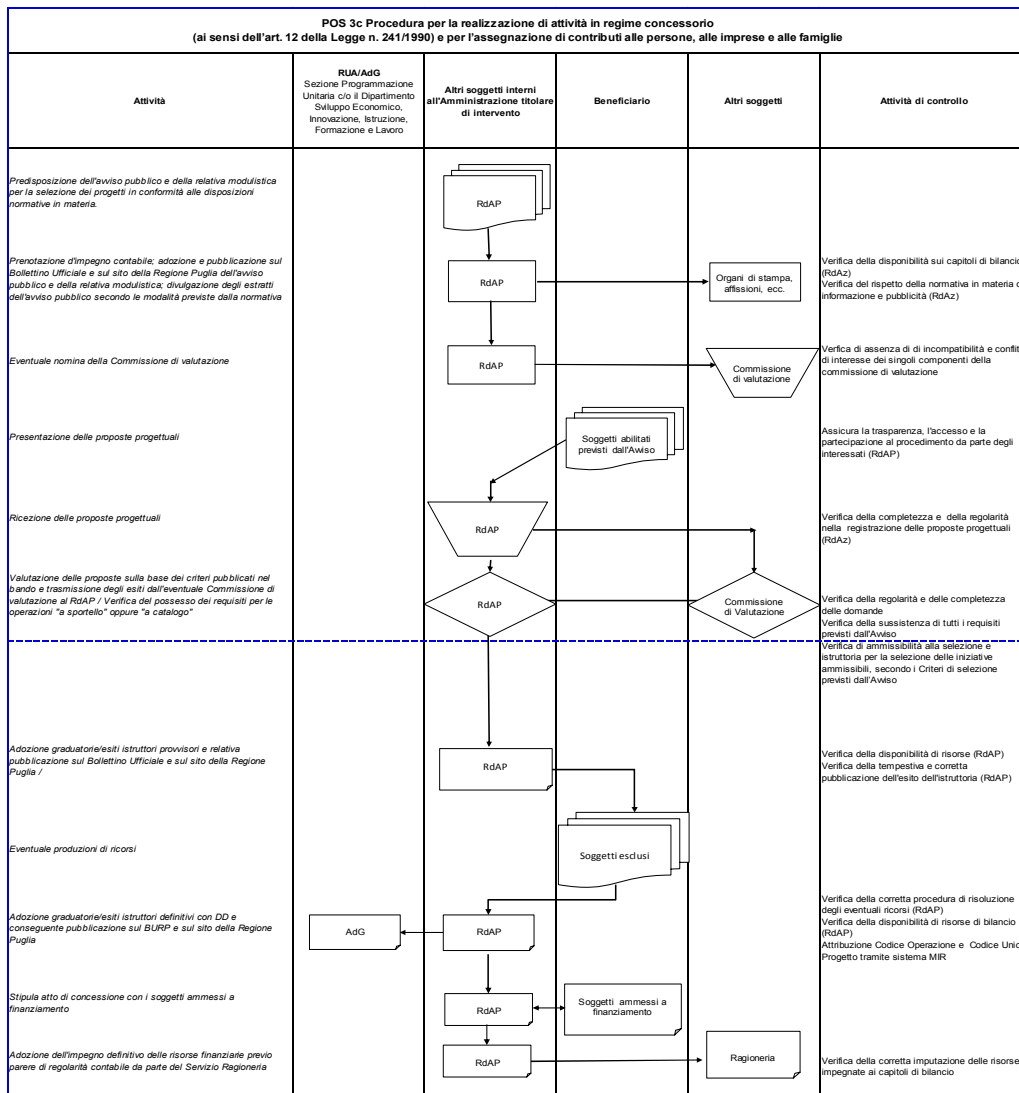 POS 3c Procedura per la realizzazione di attività in regime concessorio
(ai sensi dell'art. 12 della Legge n. 241/1990) e per l'assegnazione di contributi alle persone, alle imprese e alle famiglie
Attività
RUA/AdG
Sezione Programmazione
Unitaria c/o il Dipartimento
Sviluppo Economico,
Innovazione, Istruzione,
Formazione e Lavoro
Altri soggetti interni
all'Amministrazione titolare
di intervento
Beneficiario
Altri soggetti
Attività di controllo
Predisposizione dell'avviso pubblico e della relativa modulistica
per la selezione dei progetti in conformità alle disposizioni
normative in materia.
RdAP
Prenotazione d'impegno contabile; adozione e pubblicazione sul
Bollettino Ufficiale e sul sito della Regione Puglia dell'avviso
pubblico e della relativa modulistica; divulgazione degli estratti
dell'avviso pubblico secondo le modalità previste dalla normativa
RdAP
Organi di stampa,
affissioni, ecc.
Verifica della disponibilità sui capitoli di bilancio
(RdAz)
Verifica del rispetto della normativa in materia d
informazione e pubblicità (RdAz)
Eventuale nomina della Commissione di valutazione
RdAP
Commissione
di valutazione
Verfica di assenza di di incompatibilità e conflit
di interesse dei singoli componenti della
commissione di valutazione
Presentazione delle proposte progettuali
Soggetti abilitati
previsti dall'Avviso
Assicura la trasparenza, l'accesso e la
partecipazione al procedimento da parte degli
interessati (RdAP)
Ricezione delle proposte progettuali
RdAP
Verifica della completezza e della regolarità
nella registrazione delle proposte progettuali
(RdAz)
Valutazione delle proposte sulla base dei criteri pubblicati nel
bando e trasmissione degli esiti dall'eventuale Commissione di
valutazione al RdAP / Verifica del possesso dei requisiti per le
operazioni "a sportello" oppure "a catalogo"
RdAP
Commissione
di Valutazione
Verifica della regolarità e delle completezza
delle domande
Verifica della sussistenza di tutti i requisiti
previsti dall'Avviso
Verifica di ammissibilità alla selezione e
istruttoria per la selezione delle iniziative
ammissibili, secondo i Criteri di selezione
previsti dall'Avviso
Adozione graduatorie/esiti istruttori provvisori e relativa
pubblicazione sul Bollettino Ufficiale e sul sito della Regione
Puglia /
RdAP
Verifica della disponibilità di risorse (RdAP)
Verifica della tempestiva e corretta
pubblicazione dell'esito dell'istruttoria (RdAP)
Eventuale produzioni di ricorsi
Soggetti esclusi
Adozione graduatorie/esiti istruttori definitivi con DD e
conseguente pubblicazione sul BURP e sul sito della Regione
Puglia
AdG
RdAP
Verifica della corretta procedura di risoluzione
degli eventuali ricorsi (RdAP)
Verifica della disponibilità di risorse di bilancio
(RdAP)
Attribuzione Codice Operazione e Codice Unic
Progetto tramite sistema MIR
Stipula atto di concessione con i soggetti ammessi a
finanziamento
RdAP
Soggetti ammessi a
finanziamento
Adozione dell'impegno definitivo delle risorse finanziarie previo
parere di regolarità contabile da parte del Servizio Ragioneria
RdAP
Ragioneria
Verifica della corretta imputazione delle risorse
impegnate ai capitoli di bilancio